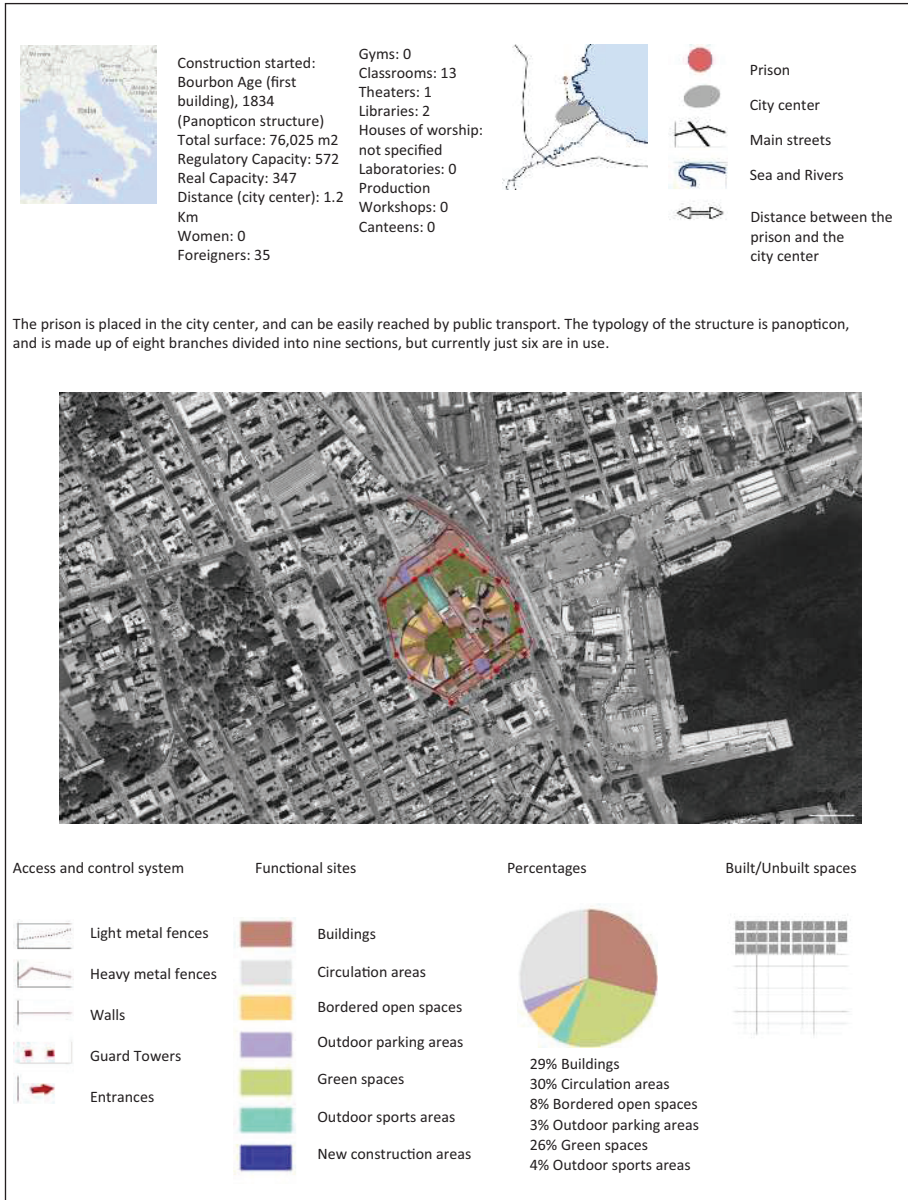 Italia
Construction started:
Bourbon Age (first
building), 1834
(Panopticon structure)
Total surface: 76,025 m2
Regulatory Capacity: 572
Real Capacity: 347
Distance (city center): 1.2
Km
Women: 0
Foreigners: 35
Gyms: 0
Classrooms: 13
Theaters: 1
Libraries: 2
Houses of worship:
not specified
Laboratories: 0
Production
Workshops: 0
Canteens: 0
Prison
City center
Main streets
Sea and Rivers
Distance between the
prison and the
city center
The prison is placed in the city center, and can be easily reached by public transport. The typology of the structure is panopticon,
and is made up of eight branches divided into nine sections, but currently just six are in use.
Access and control system
Light metal fences
Heavy metal fences
Walls
Guard Towers
Entrances
Functional sites
Buildings
Circulation areas
Bordered open spaces
Outdoor parking areas
Green spaces
Outdoor sports areas
New construction areas
Percentages
29% Buildings
30% Circulation areas
8% Bordered open spaces
3% Outdoor parking areas
26% Green spaces
4% Outdoor sports areas
Built/Unbuilt spaces